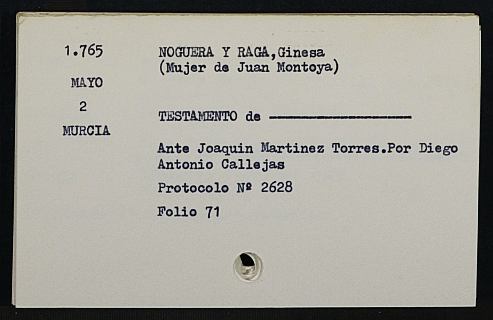 1.765
MAYO
2
MURCIA
NOGUERA Y RAGA,Ginesa
(Mujer de Juan Montoya)
TESTAMENTO de ——————————
Ante Joaquin Martinez Torres.Por Diego
Antonio Callejas
Protocolo Nº 2628
Folio 71